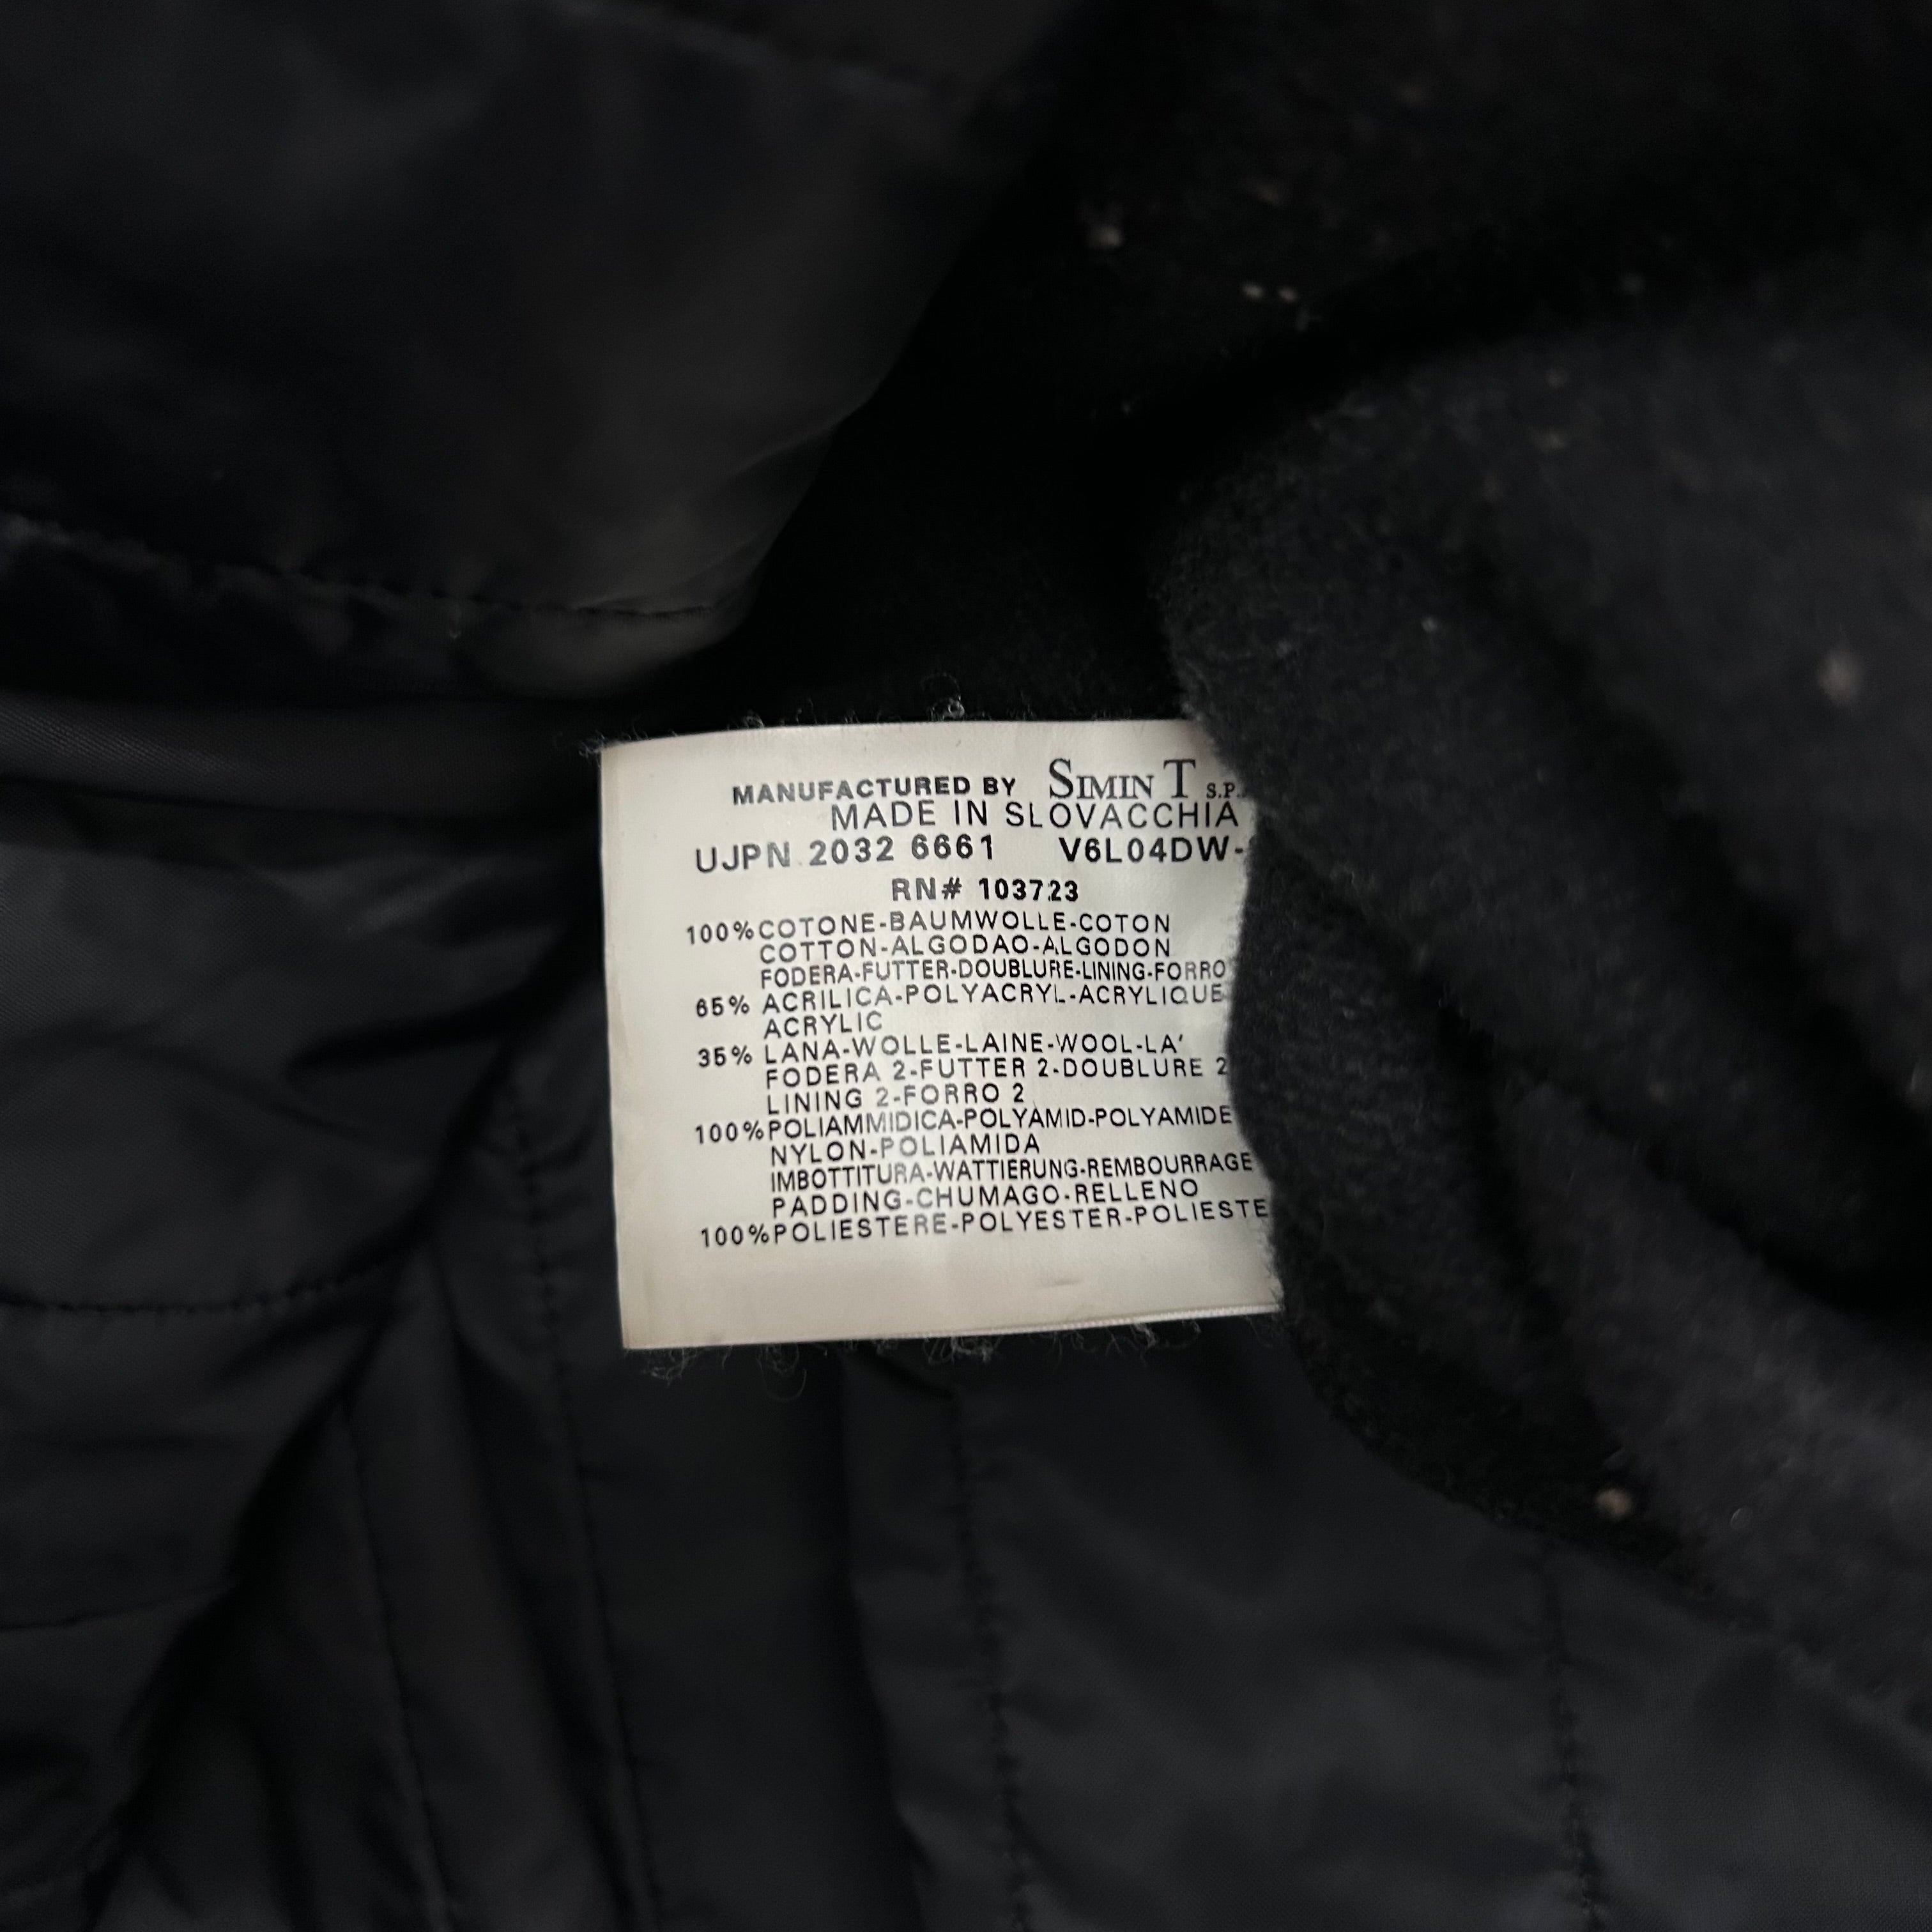 MANUFACTURED BY SIMIN T S.P.
MADE IN SLOVACCHIA
UJPN 2032 6661 V6L04DW-
RN# 103723
100% COTONE-BAUMWOLLE-COTON
COTTON-ALGODAO-ALGODON
FODERA-FUTTER-DOUBLURE-LINING-FORRO
65% ACRILICA-POLYACRYL-ACRYLIQUE
ACRYLIC
35% LANA-WOLLE-LAINE-WOOL-LA'
FODERA 2-FUTTER 2-DOUBLURE 2
LINING 2-FORRO 2
100% POLIAMMIDICA-POLYAMID-POLYAMIDE
NYLON-POLIAMIDA
IMBOTTITURA-WATTIERUNG-REMBOURRAGE
PADDING-CHUMAGO-RELLENO
100% POLIESTERE-POLYESTER-POLIESTE